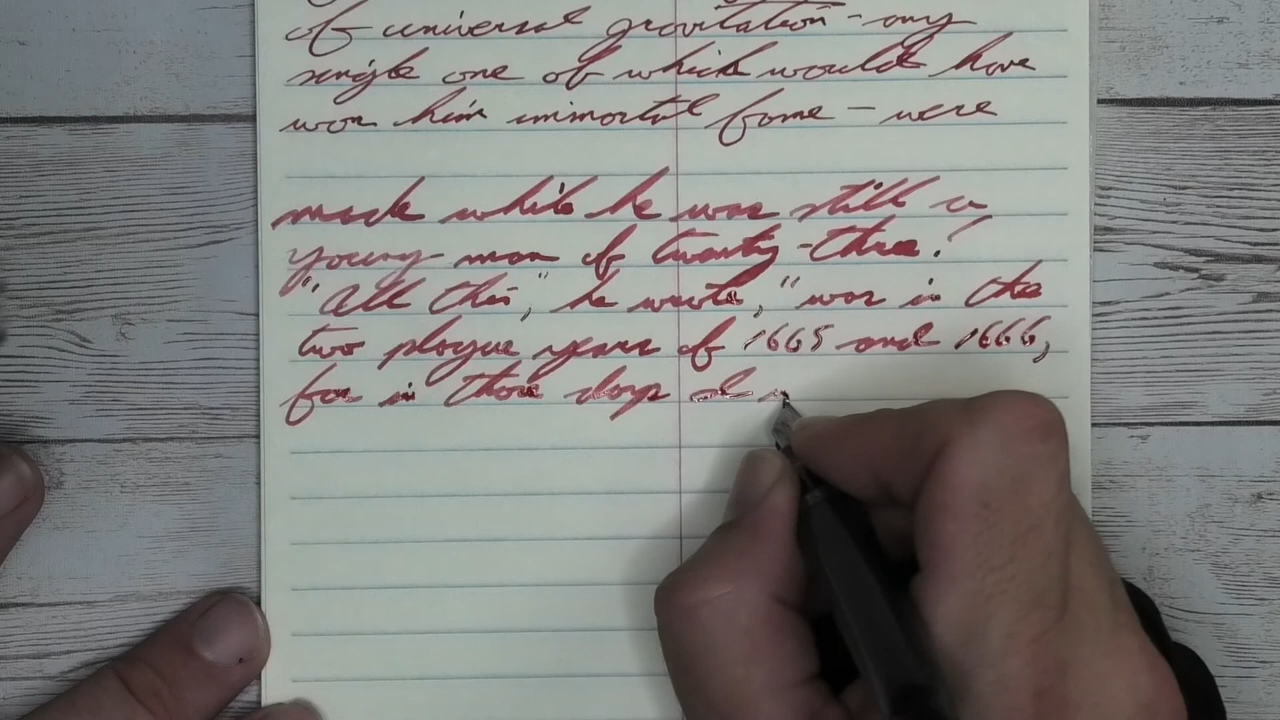 of universal gravitation - any
single one of which would have
won him immortal fame - were
made while he was still a
young man of twenty-three!
"All this," he wrote, "was in the
two plague years of 1665 and 1666,
for in those days I